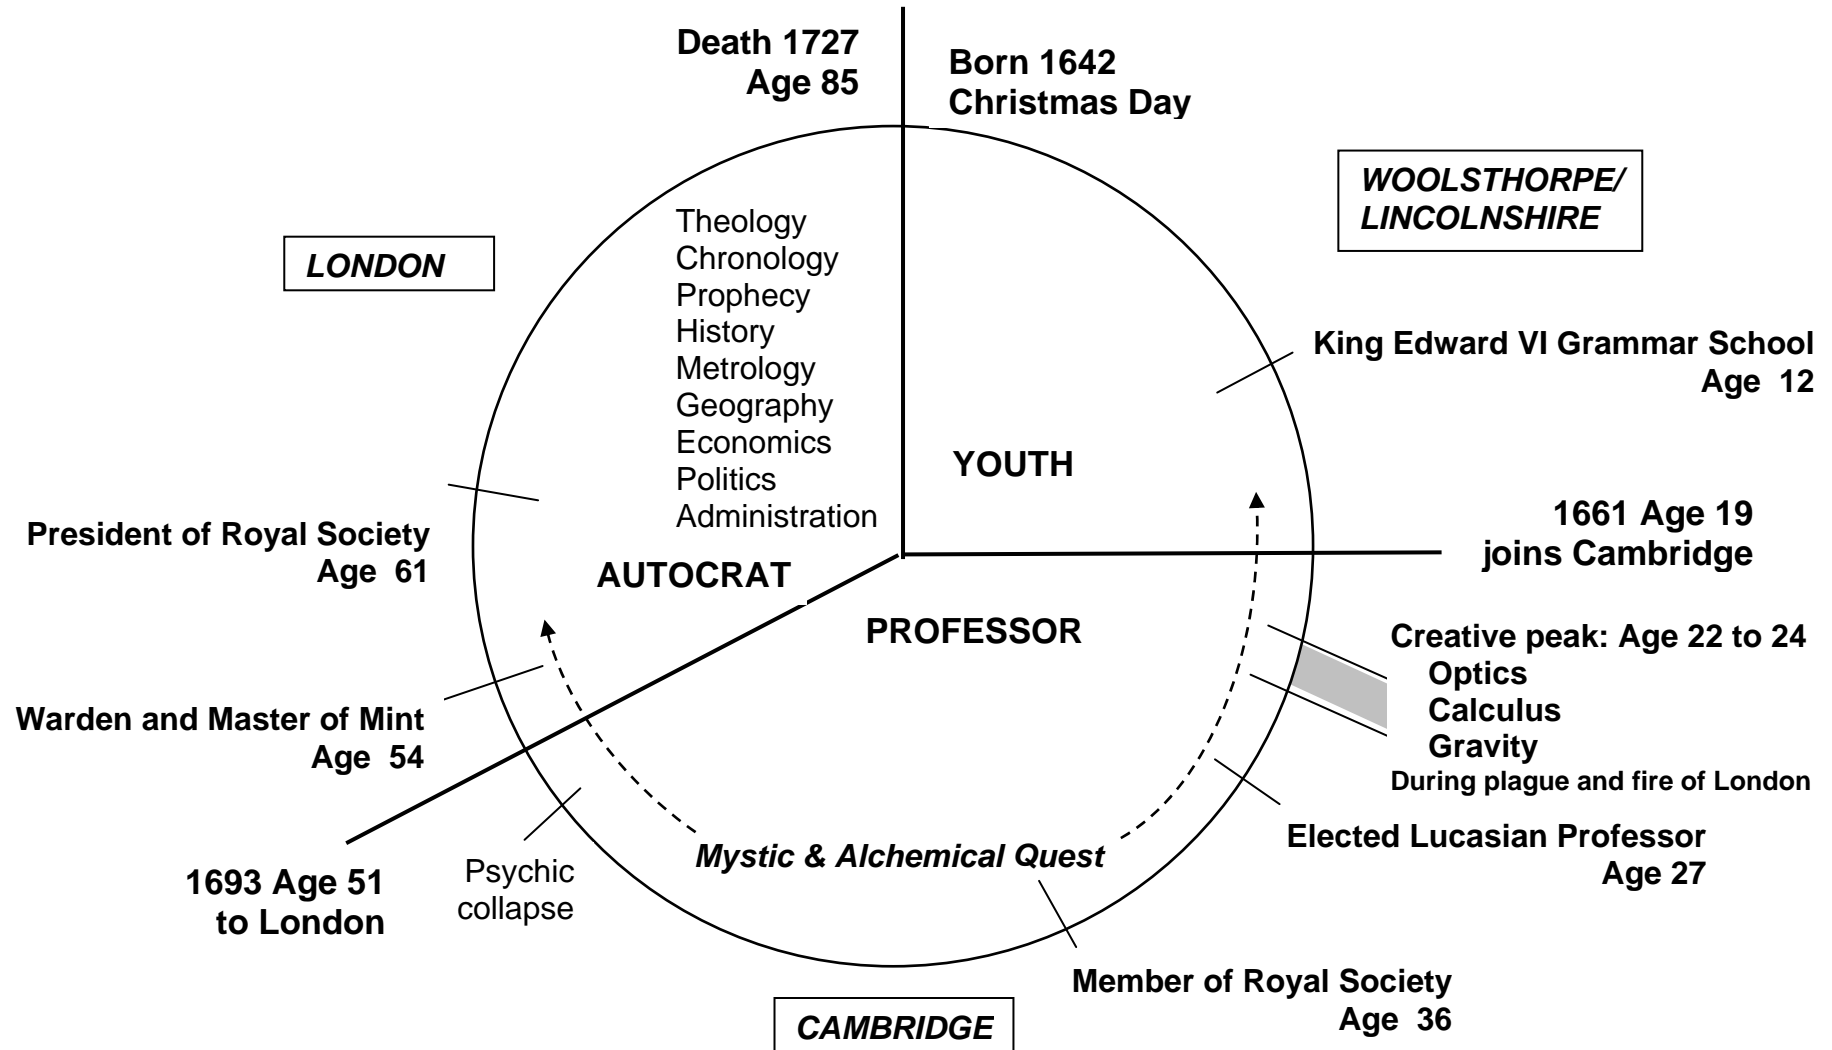 Death 1727
Age 85
Born 1642
Christmas Day
WOOLSTHORPE/
LINCOLNSHIRE
LONDON
Theology
Chronology
Prophecy
History
Metrology
Geography
Economics
Politics
Administration
King Edward VI Grammar School
Age 12
YOUTH
1661 Age 19
joins Cambridge
President of Royal Society
Age 61
AUTOCRAT
PROFESSOR
Creative peak: Age 22 to 24
Optics
Calculus
Gravity
During plague and fire of London
Warden and Master of Mint
Age 54
Elected Lucasian Professor
Age 27
Mystic & Alchemical Quest
Psychic
collapse
1693 Age 51
to London
Member of Royal Society
Age 36
CAMBRIDGE